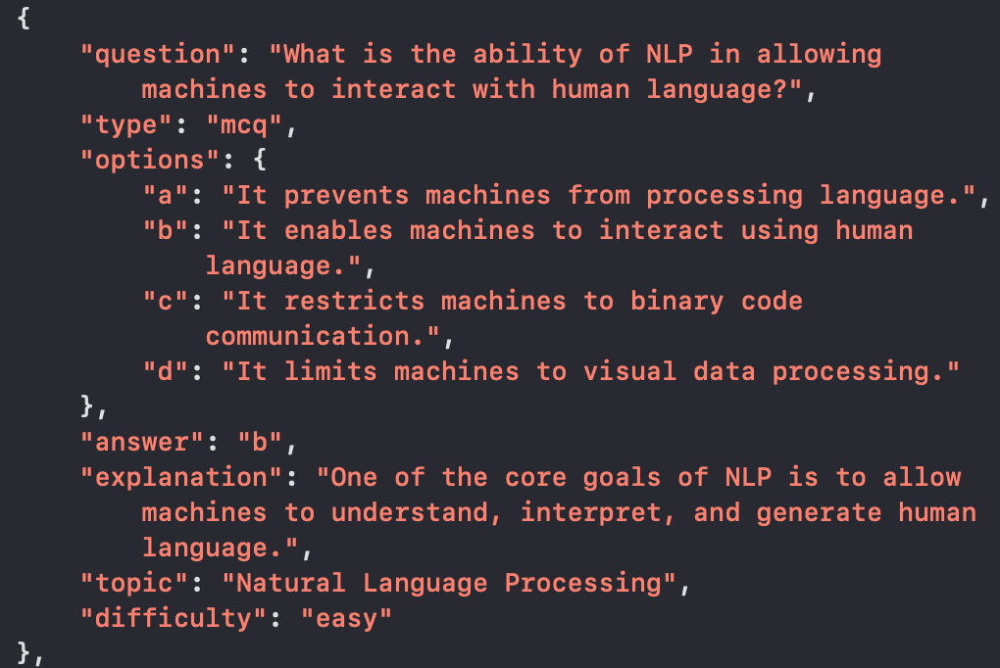 {
"question": "What is the ability of NLP in allowing
machines to interact with human language?",
"type": "mcq",
"options": {
"a": "It prevents machines from processing language.",
"b": "It enables machines to interact using human
language.",
"c": "It restricts machines to binary code
communication.",
"d": "It limits machines to visual data processing."
},
"answer": "b",
"explanation": "One of the core goals of NLP is to allow
machines to understand, interpret, and generate human
language.",
"topic": "Natural Language Processing",
"difficulty": "easy"
},